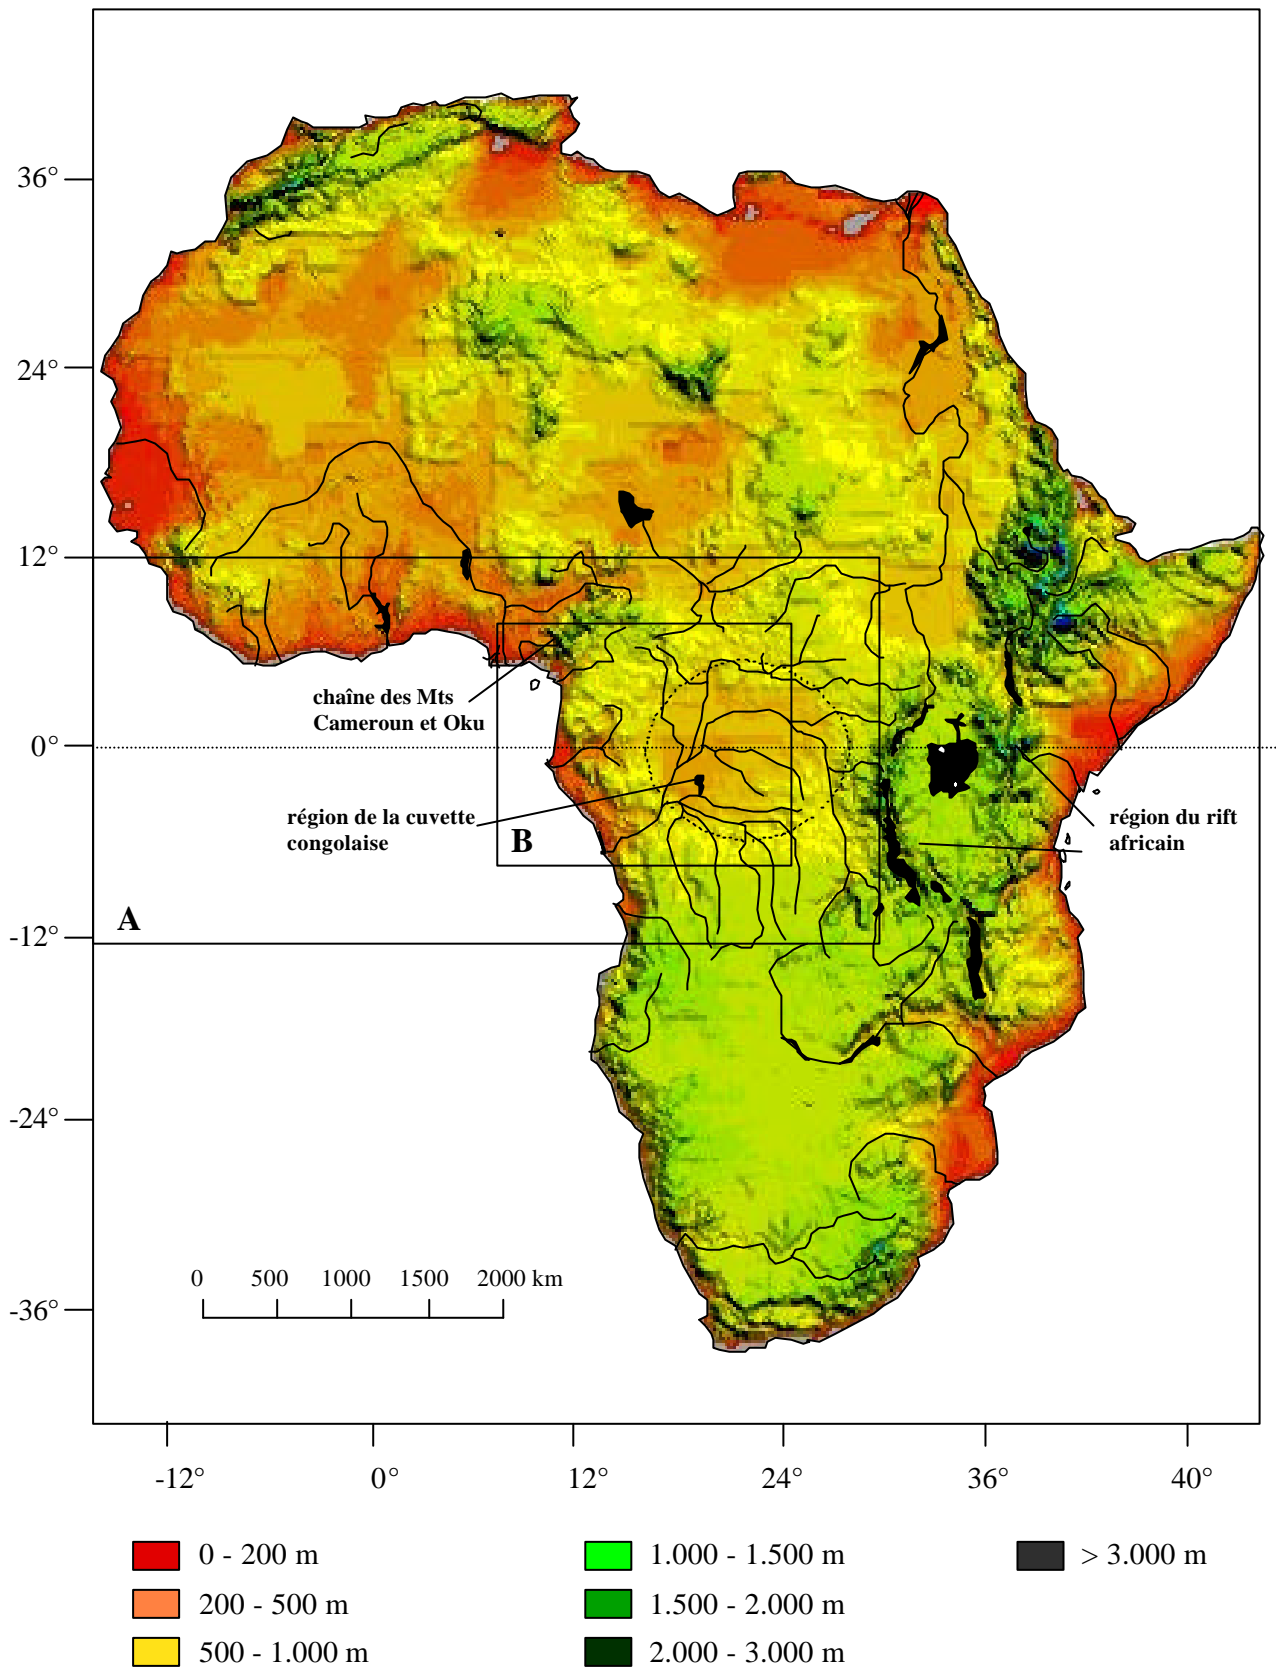 36°
24°
12°
chaîne des Mts
Cameroun et Oku
0°
région de la cuvette
congolaise
B
région du rift
africain
A
-12°
-24°
0 500 1000 1500 2000 km
-36°
-12° 0° 12° 24° 36° 40°
0 - 200 m
200 - 500 m
500 - 1.000 m
1.000 - 1.500 m
1.500 - 2.000 m
2.000 - 3.000 m
> 3.000 m